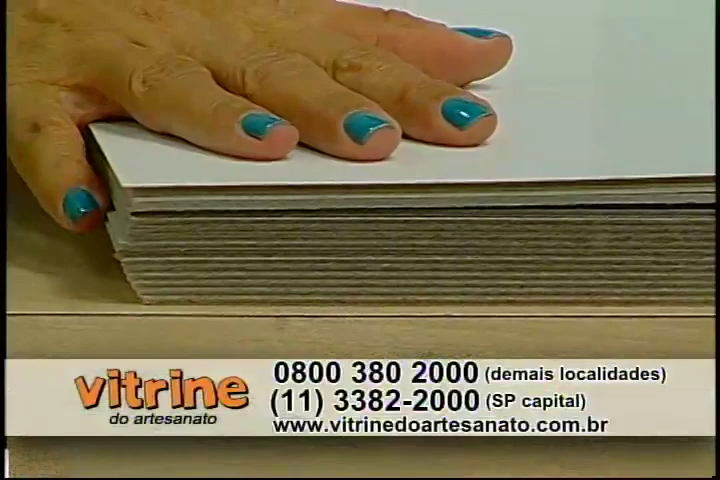 vitrine
do artesanato
0800 380 2000 (demais localidades)
(11) 3382-2000 (SP capital)
www.vitrinedoartesanato.com.br